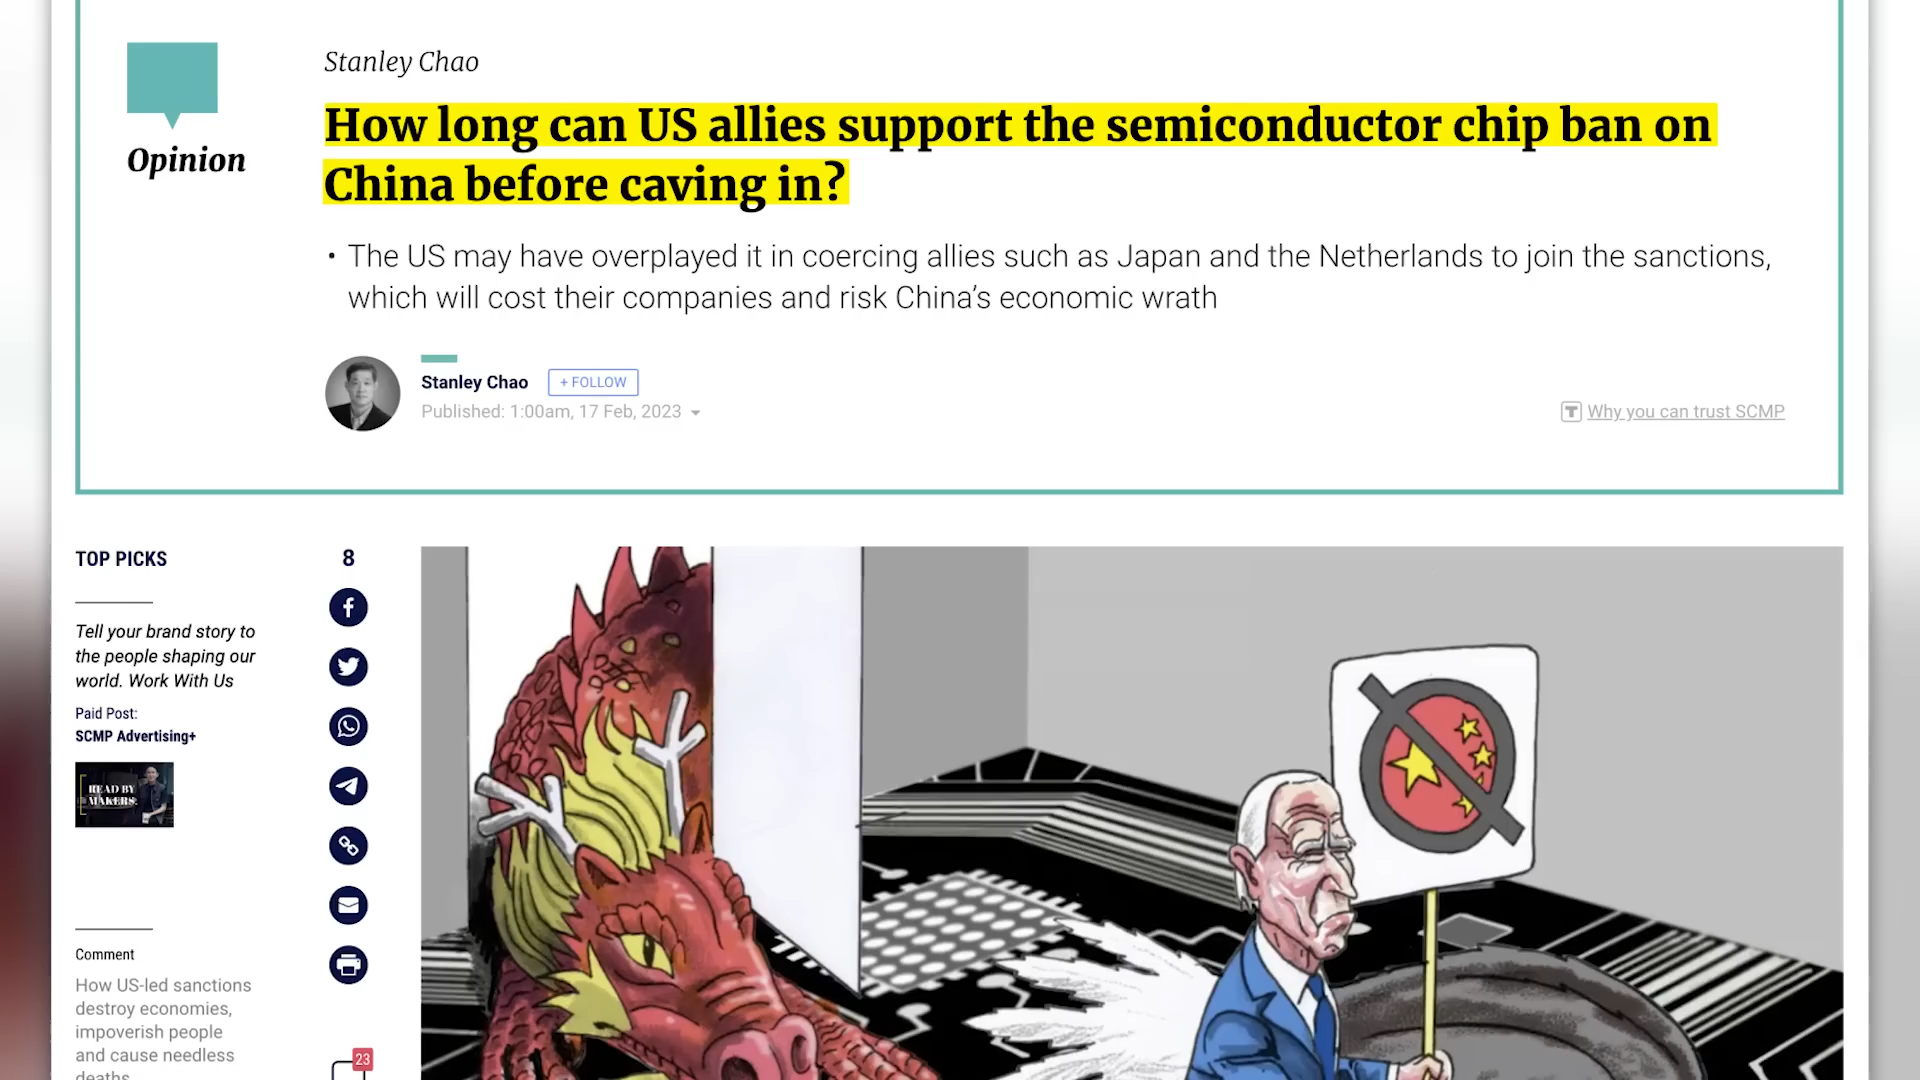 Stanley Chao
How long can US allies support the semiconductor chip ban on
China before caving in?
Opinion
• The US may have overplayed it in coercing allies such as Japan and the Netherlands to join the sanctions,
which will cost their companies and risk China’s economic wrath
Stanley Chao
+ FOLLOW
Published: 1:00am, 17 Feb, 2023
T Why you can trust SCMP
TOP PICKS
8
Tell your brand story to
the people shaping our
world. Work With Us
Paid Post:
SCMP Advertising+
READ BY
MAKERS.
Comment
How US-led sanctions
destroy economies,
impoverish people
and cause needless
deaths
23